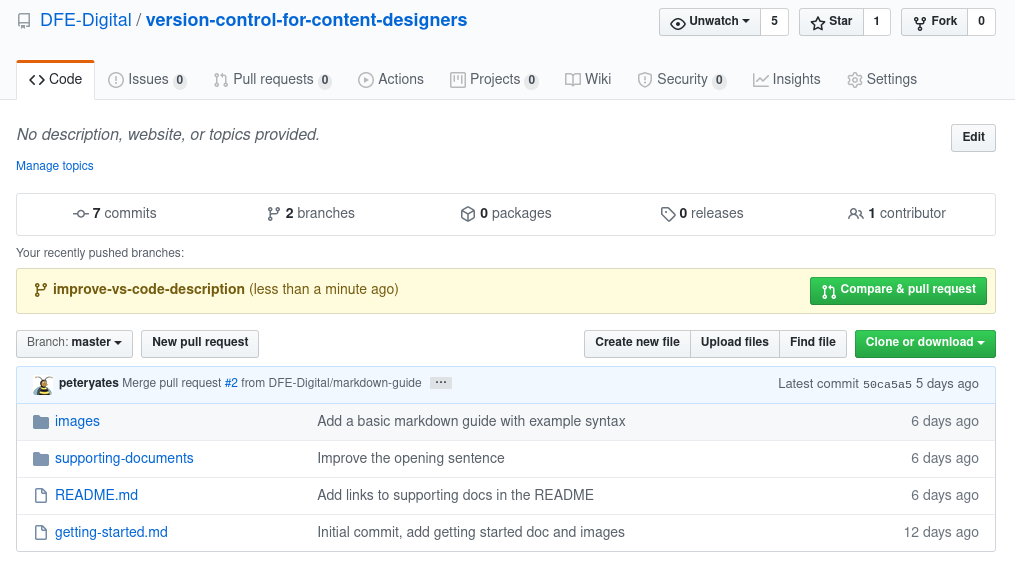 DFE-Digital / version-control-for-content-designers
Unwatch 5 Star 1 Fork 0
Code Issues 0 Pull requests 0 Actions Projects 0 Wiki Security 0 Insights Settings
No description, website, or topics provided. Edit
Manage topics
7 commits 2 branches 0 packages 0 releases 1 contributor
Your recently pushed branches:
improve-vs-code-description (less than a minute ago) Compare & pull request
Branch: master New pull request Create new file Upload files Find file Clone or download
peteryates Merge pull request #2 from DFE-Digital/markdown-guide ... Latest commit 50ca5a5 5 days ago
images Add a basic markdown guide with example syntax 6 days ago
supporting-documents Improve the opening sentence 6 days ago
README.md Add links to supporting docs in the README 6 days ago
getting-started.md Initial commit, add getting started doc and images 12 days ago